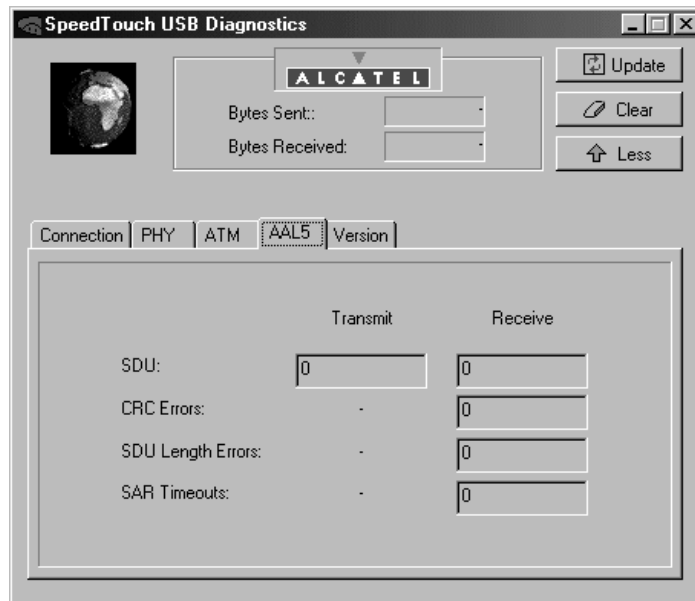 SpeedTouch USB Diagnostics
ALCATEL
Bytes Sent:: -
Bytes Received: -
Update
Clear
Less
Connection PHY ATM AAL5 Version
Transmit Receive
SDU: 0 0
CRC Errors: - 0
SDU Length Errors: - 0
SAR Timeouts: - 0